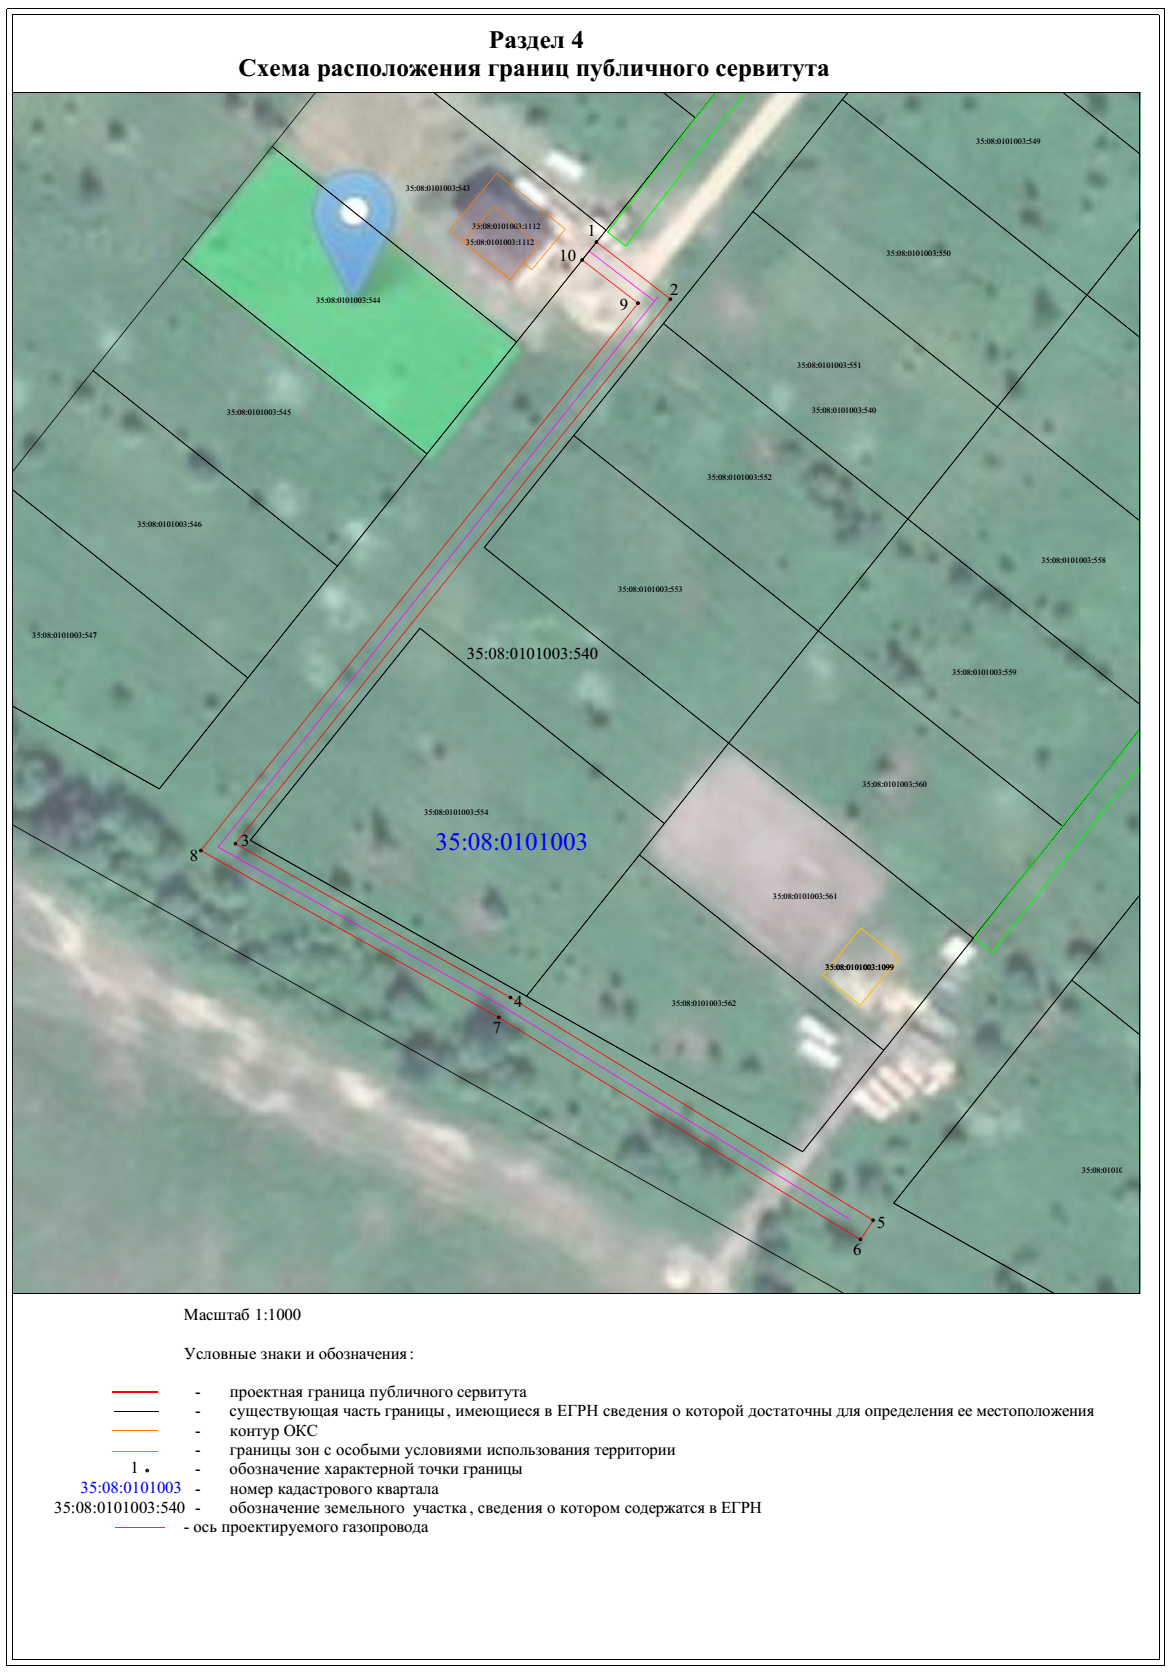 Раздел 4
Схема расположения границ публичного сервитута
35:08:0101003:549
35:08:0101003:543
35:08:0101003:1112
35:08:0101003:1112
1
10
35:08:0101003:550
2
9
35:08:0101003:544
35:08:0101003:551
35:08:0101003:545
35:08:0101003:540
35:08:0101003:552
35:08:0101003:546
35:08:0101003:558
35:08:0101003:553
35:08:0101003:547
35:08:0101003:540
35:08:0101003:559
35:08:0101003:560
35:08:0101003:554
35:08:0101003
3
8
35:08:0101003:561
35:08:0101003:1099
4
35:08:0101003:562
7
35:08:0101
5
6
Масштаб 1:1000
Условные знаки и обозначения:
- проектная граница публичного сервитута
- существующая часть границы, имеющиеся в ЕГРН сведения о которой достаточны для определения ее местоположения
- контур ОКС
- границы зон с особыми условиями использования территории
1 - обозначение характерной точки границы
35:08:0101003 - номер кадастрового квартала
35:08:0101003:540 - обозначение земельного участка, сведения о котором содержатся в ЕГРН
- ось проектируемого газопровода